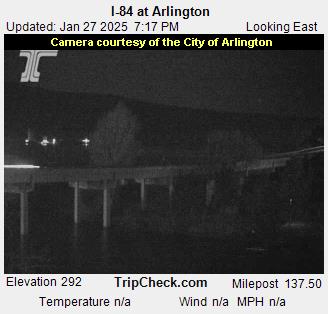 I-84 at Arlington
Updated: Jan 27 2025 7:17 PM Looking East
Camera courtesy of the City of Arlington
Elevation 292 TripCheck.com Milepost 137.50
Temperature n/a Wind n/a MPH n/a